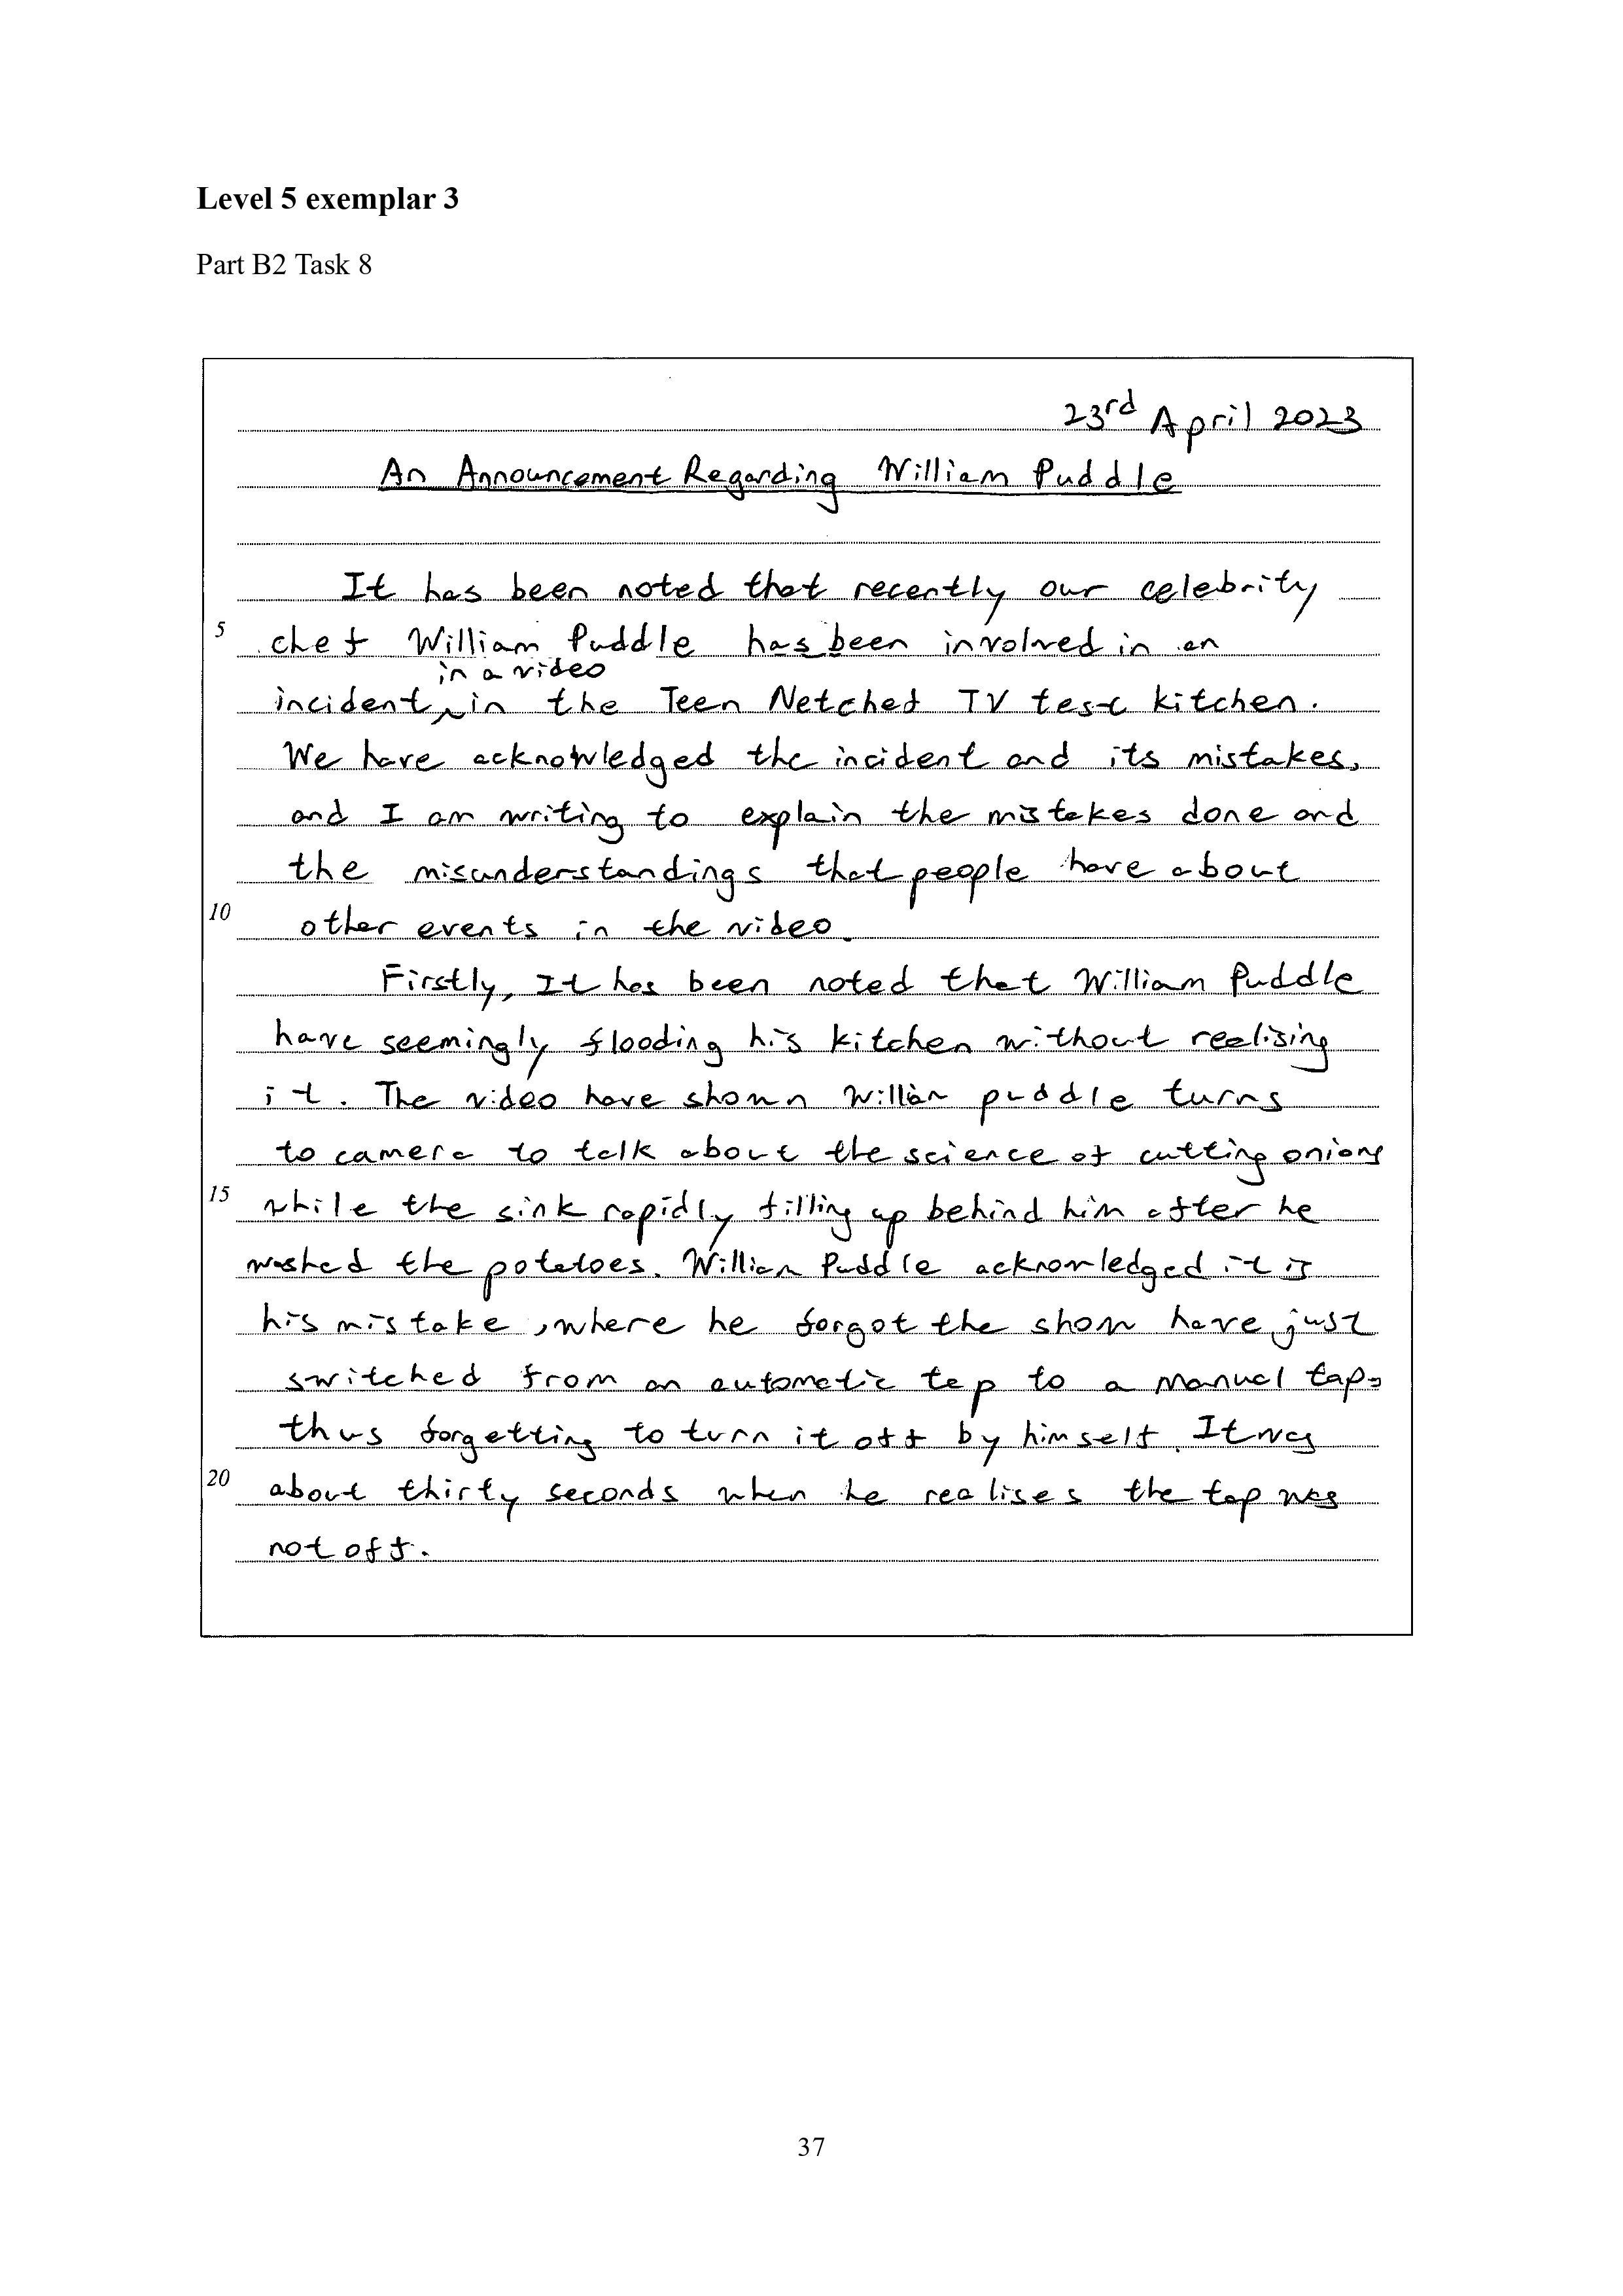 Level 5 exemplar 3
Part B2 Task 8
23rd April 2023
An Announcement Regarding William Puddle
It has been noted that recently our celebrity
5 chef William Puddle has been involved in an
in a video
incident, in the Teen Netchef TV test kitchen.
We have acknowledged the incident and its mistakes,
and I am writing to explain the mistakes done and
the misunderstandings that people have about
10 other events in the video.
Firstly, It has been noted that William Puddle
have seemingly flooding his kitchen without realising
it. The video have shown William puddle turns
to camera to talk about the science of cutting onions
15 while the sink rapidly filling up behind him after he
washed the potatoes. William Puddle acknowledged it is
his mistake, where he forgot the show have just
switched from an automatic tap to a manual tap,
thus forgetting to turn it off by himself. It was
20 about thirty seconds when he realises the tap was
not off.
37